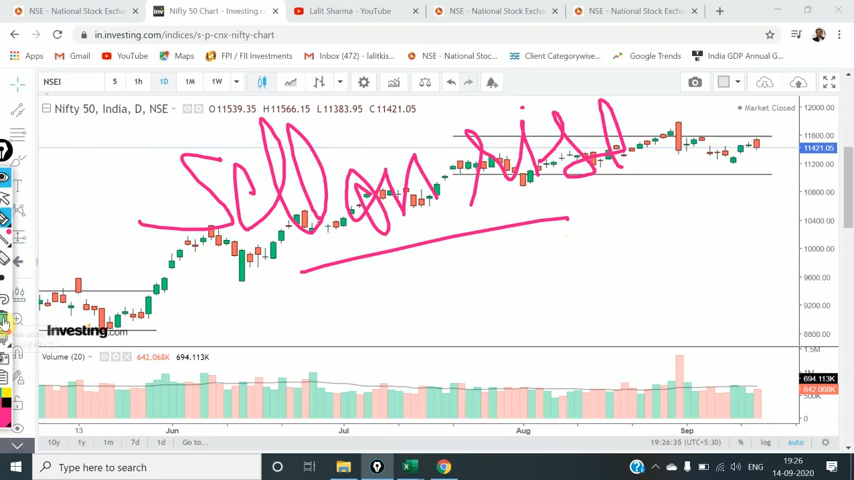 NSE - National Stock Exchan
Nifty 50 Chart - Investing.com
Lalit Sharma - YouTube
NSE - National Stock Exchan
NSE - National Stock Exchan
in.investing.com/indices/s-p-cnx-nifty-chart
Apps
Gmail
YouTube
Maps
FPI / FII Investments
Inbox (472) - lalitkis...
NSE - National Stoc...
Client Categorywise...
Google Trends
India GDP Annual G...
NSEI 5 1h 1D 1M 1W
Nifty 50, India, D, NSE
O11539.35 H11566.15 L11383.95 C11421.05
Market Closed
sell on rise
12000.00
11600.00
11421.05
11200.00
10800.00
10400.00
10000.00
9600.00
9200.00
8800.00
Investing.com
Volume (20) 642.068K 694.113K
1.5M
1M
694.113K
642.068K
500K
0
13 Jun Jul Aug Sep
10y 1y 1m 7d 1d Go to...
19:26:35 (UTC+5:30) % log auto
Type here to search
ENG
19:26
14-09-2020